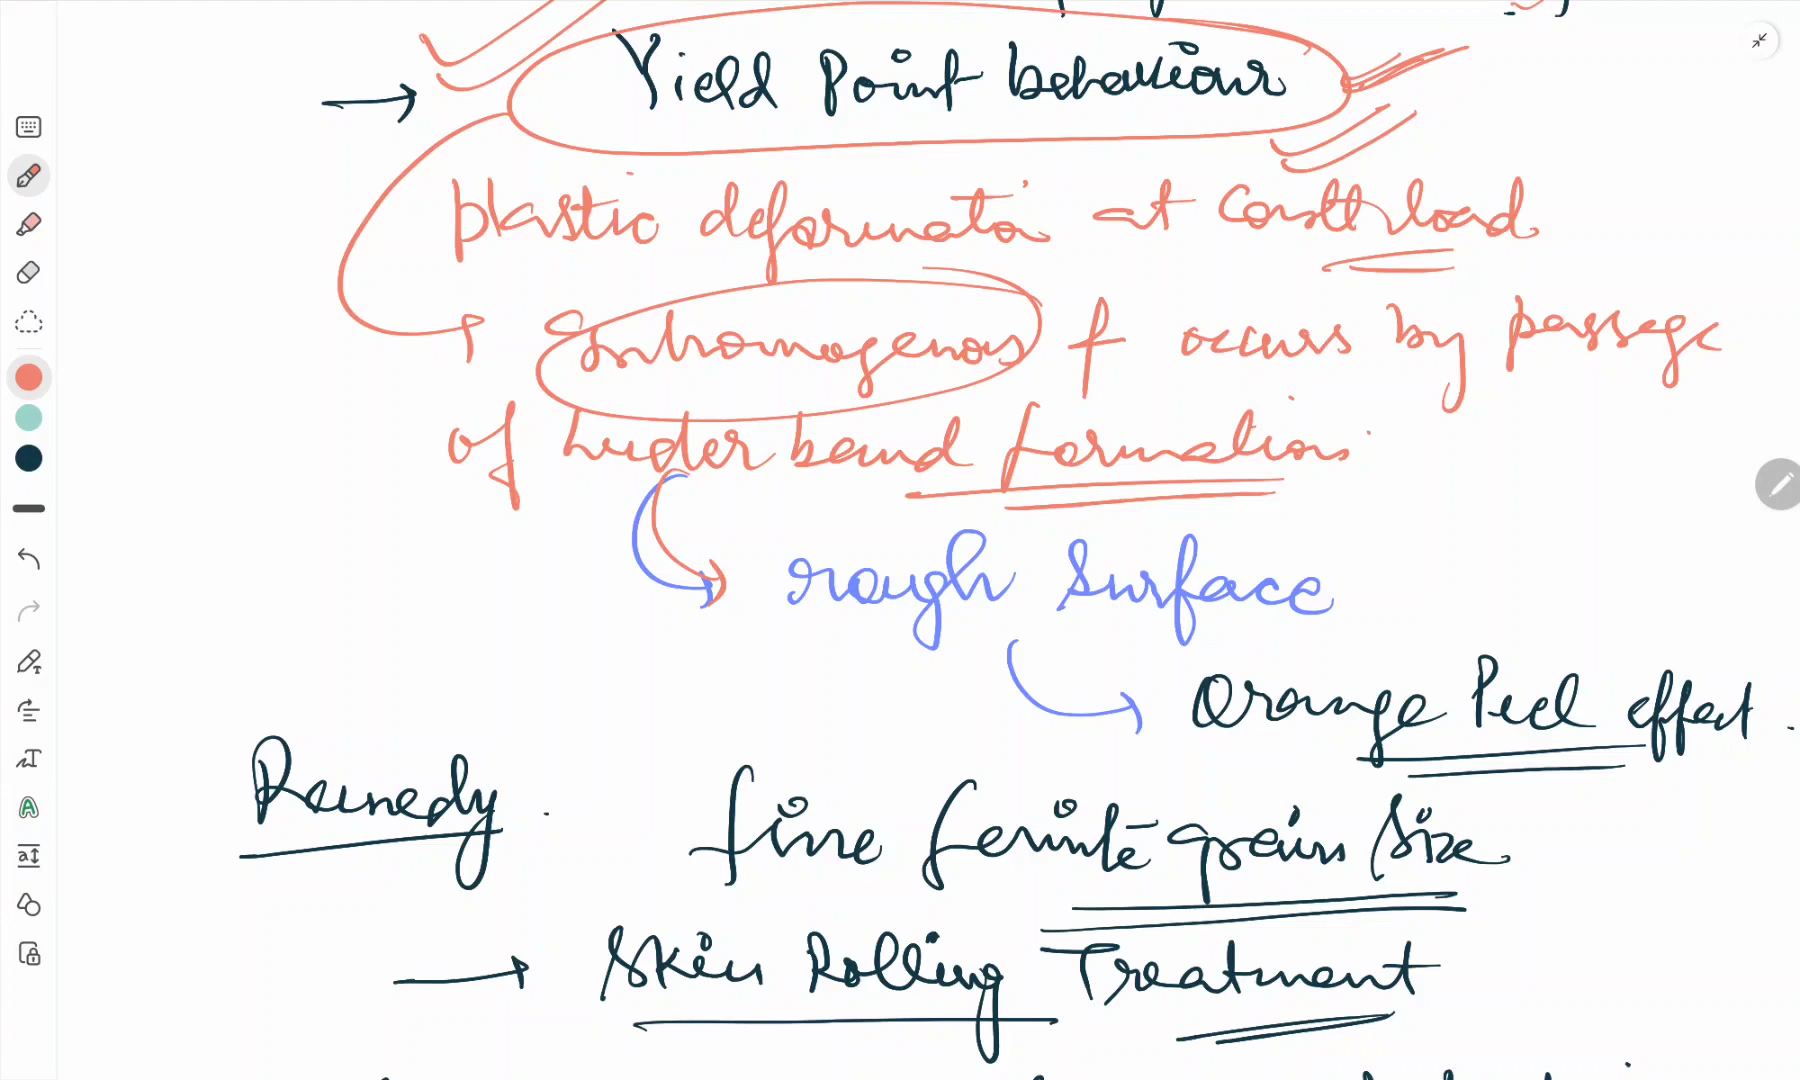 → Yield Point behaviour
plastic deformation at constt load
Inhomogenous & occurs by passage
of Luder band formation.
rough surface
Orange Peel effect.
Remedy. fine ferrite grain size
→ Skin Rolling Treatment